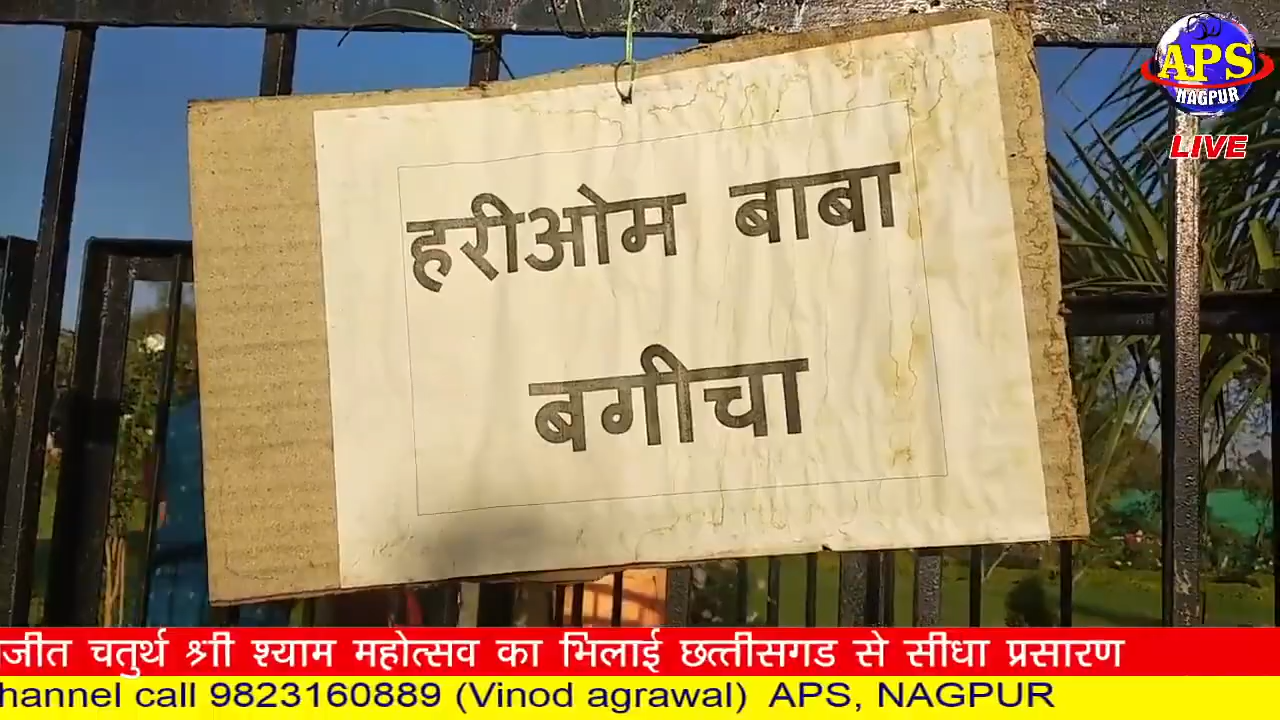 APS
NAGPUR
LIVE
हरीओम बाबा
बगीचा
जीत चतुर्थ श्री श्याम महोत्सव का भिलाई छत्तीसगड से सीधा प्रसारण
hannel call 9823160889 (Vinod agrawal) APS, NAGPUR